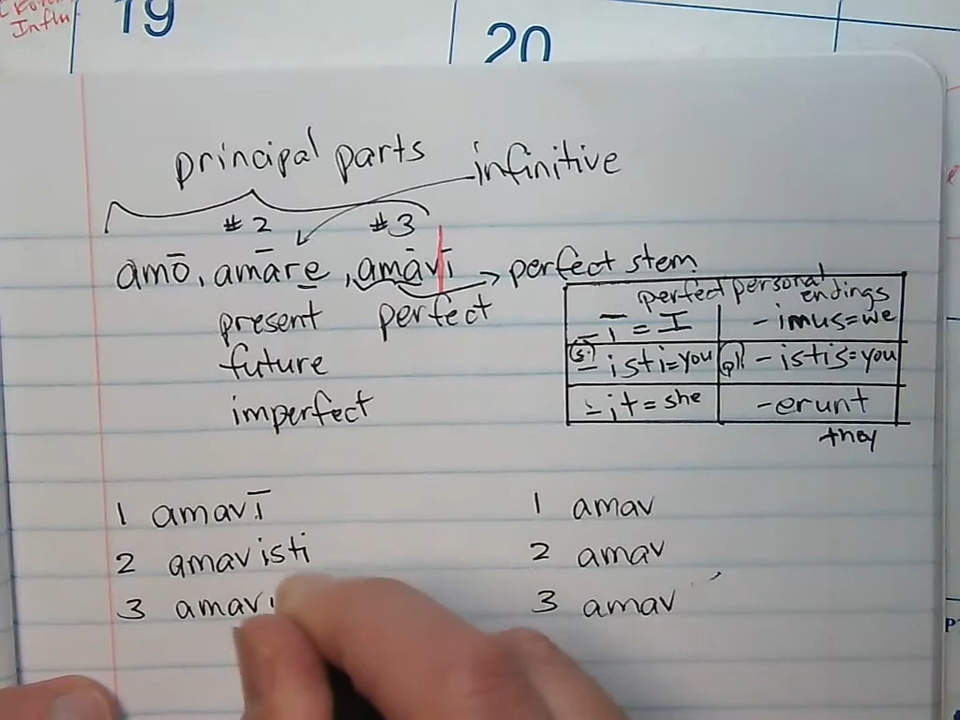 19
20
principal parts infinitive
#2 #3
amō, amāre, amāvī perfect stem
present perfect
future
imperfect
perfect personal endings
-ī = I -imus=we
s. -isti=you pl. -istis=you
-it=she -erunt
they
1 amavī 1 amav
2 amavisti 2 amav
3 amavi 3 amav